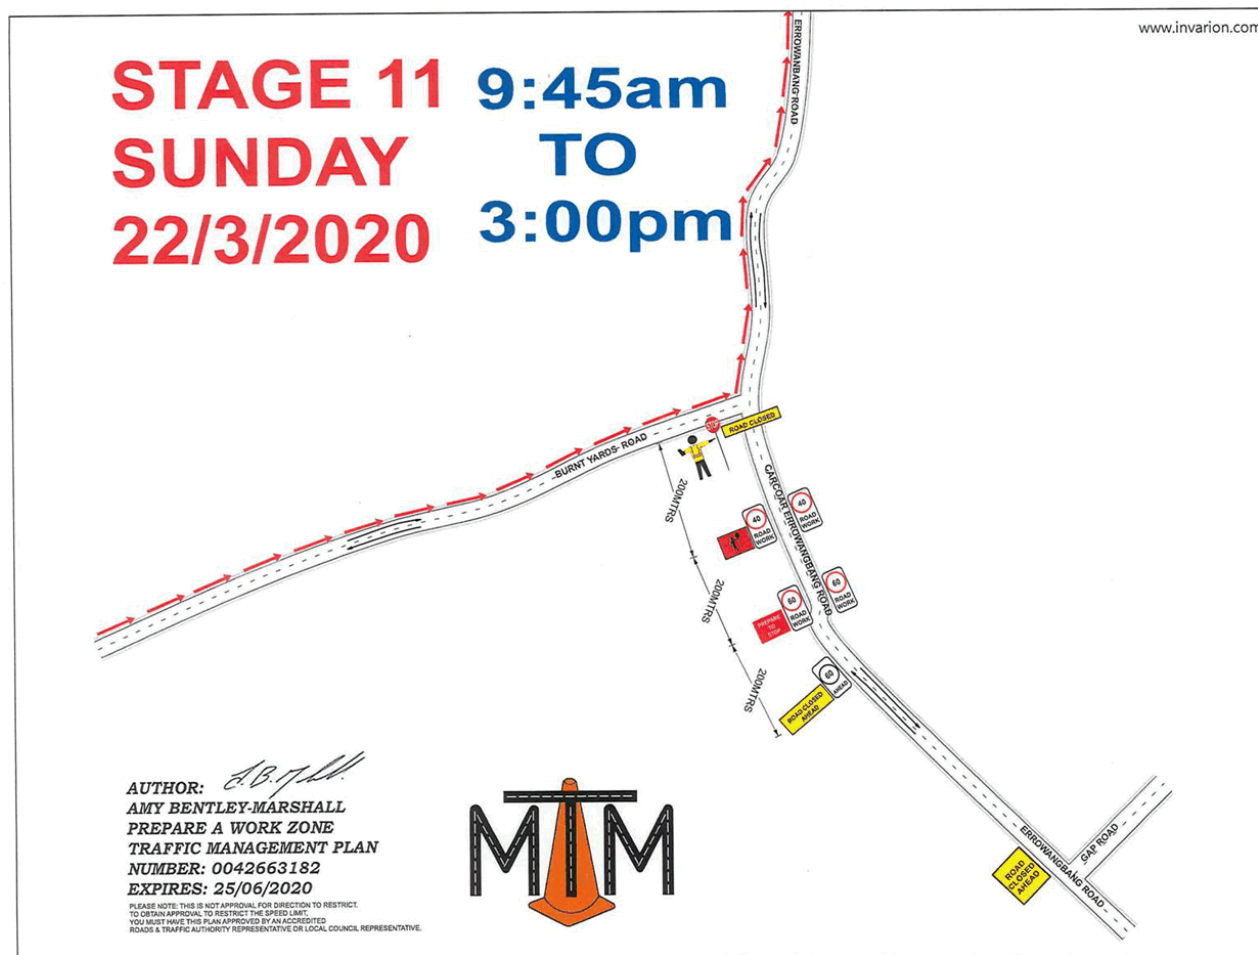 www.invarion.com
STAGE 11
SUNDAY
22/3/2020
9:45am
TO
3:00pm
ERROWANBANG ROAD
BURNT YARDS ROAD
STOP
ROAD CLOSED
CARCOAR ERROWANGBANG ROAD
200MTRS
40
ROAD
WORK
40
ROAD
WORK
200MTRS
60
ROAD
WORK
60
ROAD
WORK
PREPARE
TO
STOP
200MTRS
60
AHEAD
ROAD CLOSED
AHEAD
ERROWANGBANG ROAD
GAP ROAD
ROAD
CLOSED
AHEAD
AUTHOR:
AMY BENTLEY-MARSHALL
PREPARE A WORK ZONE
TRAFFIC MANAGEMENT PLAN
NUMBER: 0042663182
EXPIRES: 25/06/2020
PLEASE NOTE: THIS IS NOT APPROVAL FOR DIRECTION TO RESTRICT.
TO OBTAIN APPROVAL TO RESTRICT THE SPEED LIMIT,
YOU MUST HAVE THIS PLAN APPROVED BY AN ACCREDITED
ROADS & TRAFFIC AUTHORITY REPRESENTATIVE OR LOCAL COUNCIL REPRESENTATIVE.
MTM